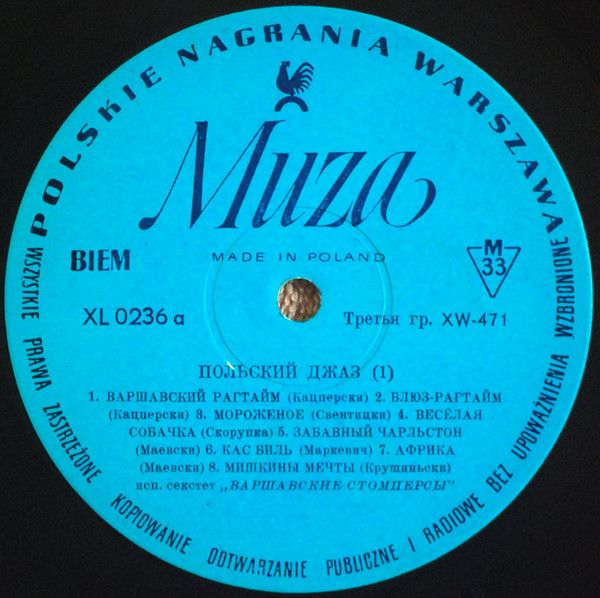 POLSKIE NAGRANIA WARSZAWA
Muza
MADE IN POLAND
BIEM
M
33
XL 0236 a
Третья гр. XW-471
ПОЛЬСКИЙ ДЖАЗ (1)
1. ВАРШАВСКИЙ РАГТАЙМ (Кацперски) 2. БЛЮЗ-РАГТАЙМ
(Кацперски) 3. МОРОЖЕНОЕ (Свентицки) 4. ВЕСЁЛАЯ
СОБАЧКА (Скорупка) 5. ЗАБАВНЫЙ ЧАРЛЬСТОН
(Маевски) 6. КАС БИЛЬ (Маркевич) 7. АФРИКА
(Маевски) 8. МИШКИНЫ МЕЧТЫ (Крушиньски)
исп. секстет „ВАРШАВСКИЕ СТОМПЕРСЫ"
WSZYSTKIE PRAWA ZASTRZEŻONE KOPIOWANIE ODTWARZANIE PUBLICZNE I RADIOWE BEZ UPOWAŻNIENIA WZBRONIONE